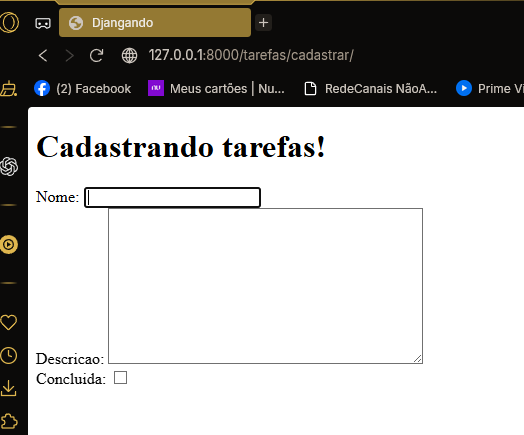 Djangando
127.0.0.1:8000/tarefas/cadastrar/
(2) Facebook nu Meus cartões | Nu... RedeCanais NãoA... Prime Vi
Cadastrando tarefas!
Nome:
Descricao:
Concluida: